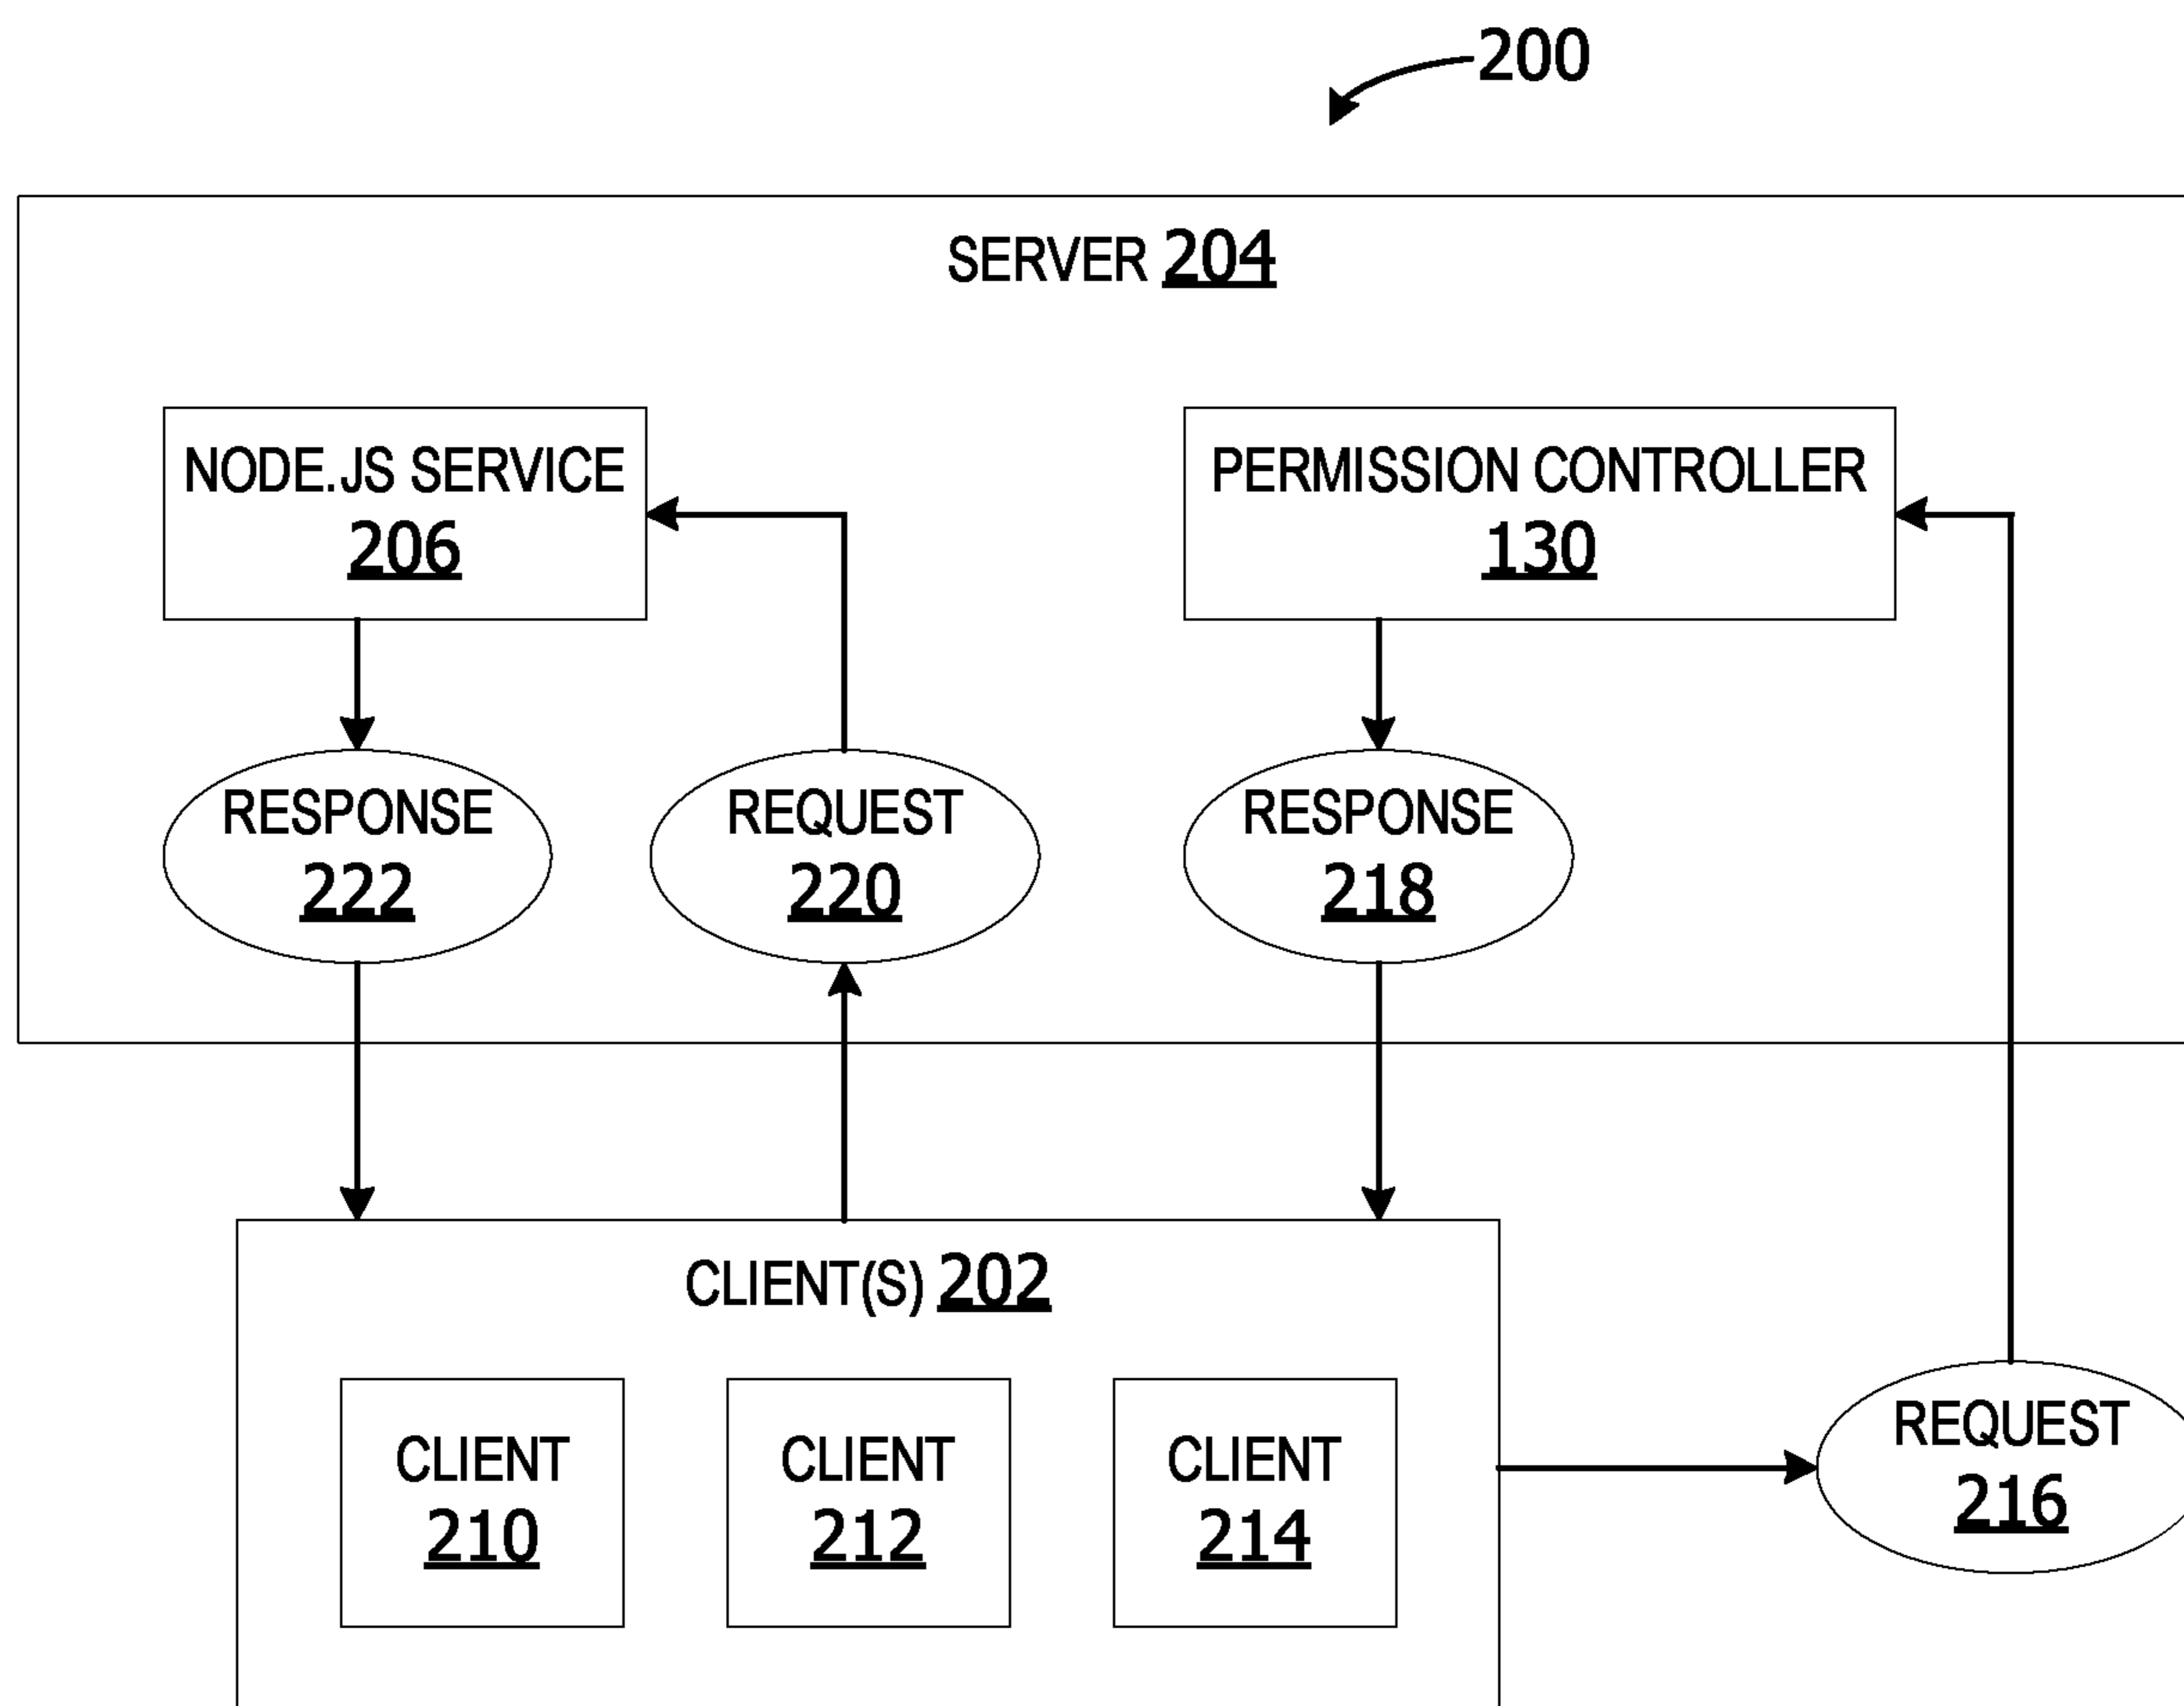 200
SERVER 204
NODE.JS SERVICE
206
PERMISSION CONTROLLER
130
RESPONSE
222
REQUEST
220
RESPONSE
218
CLIENT(S) 202
CLIENT
210
CLIENT
212
CLIENT
214
REQUEST
216